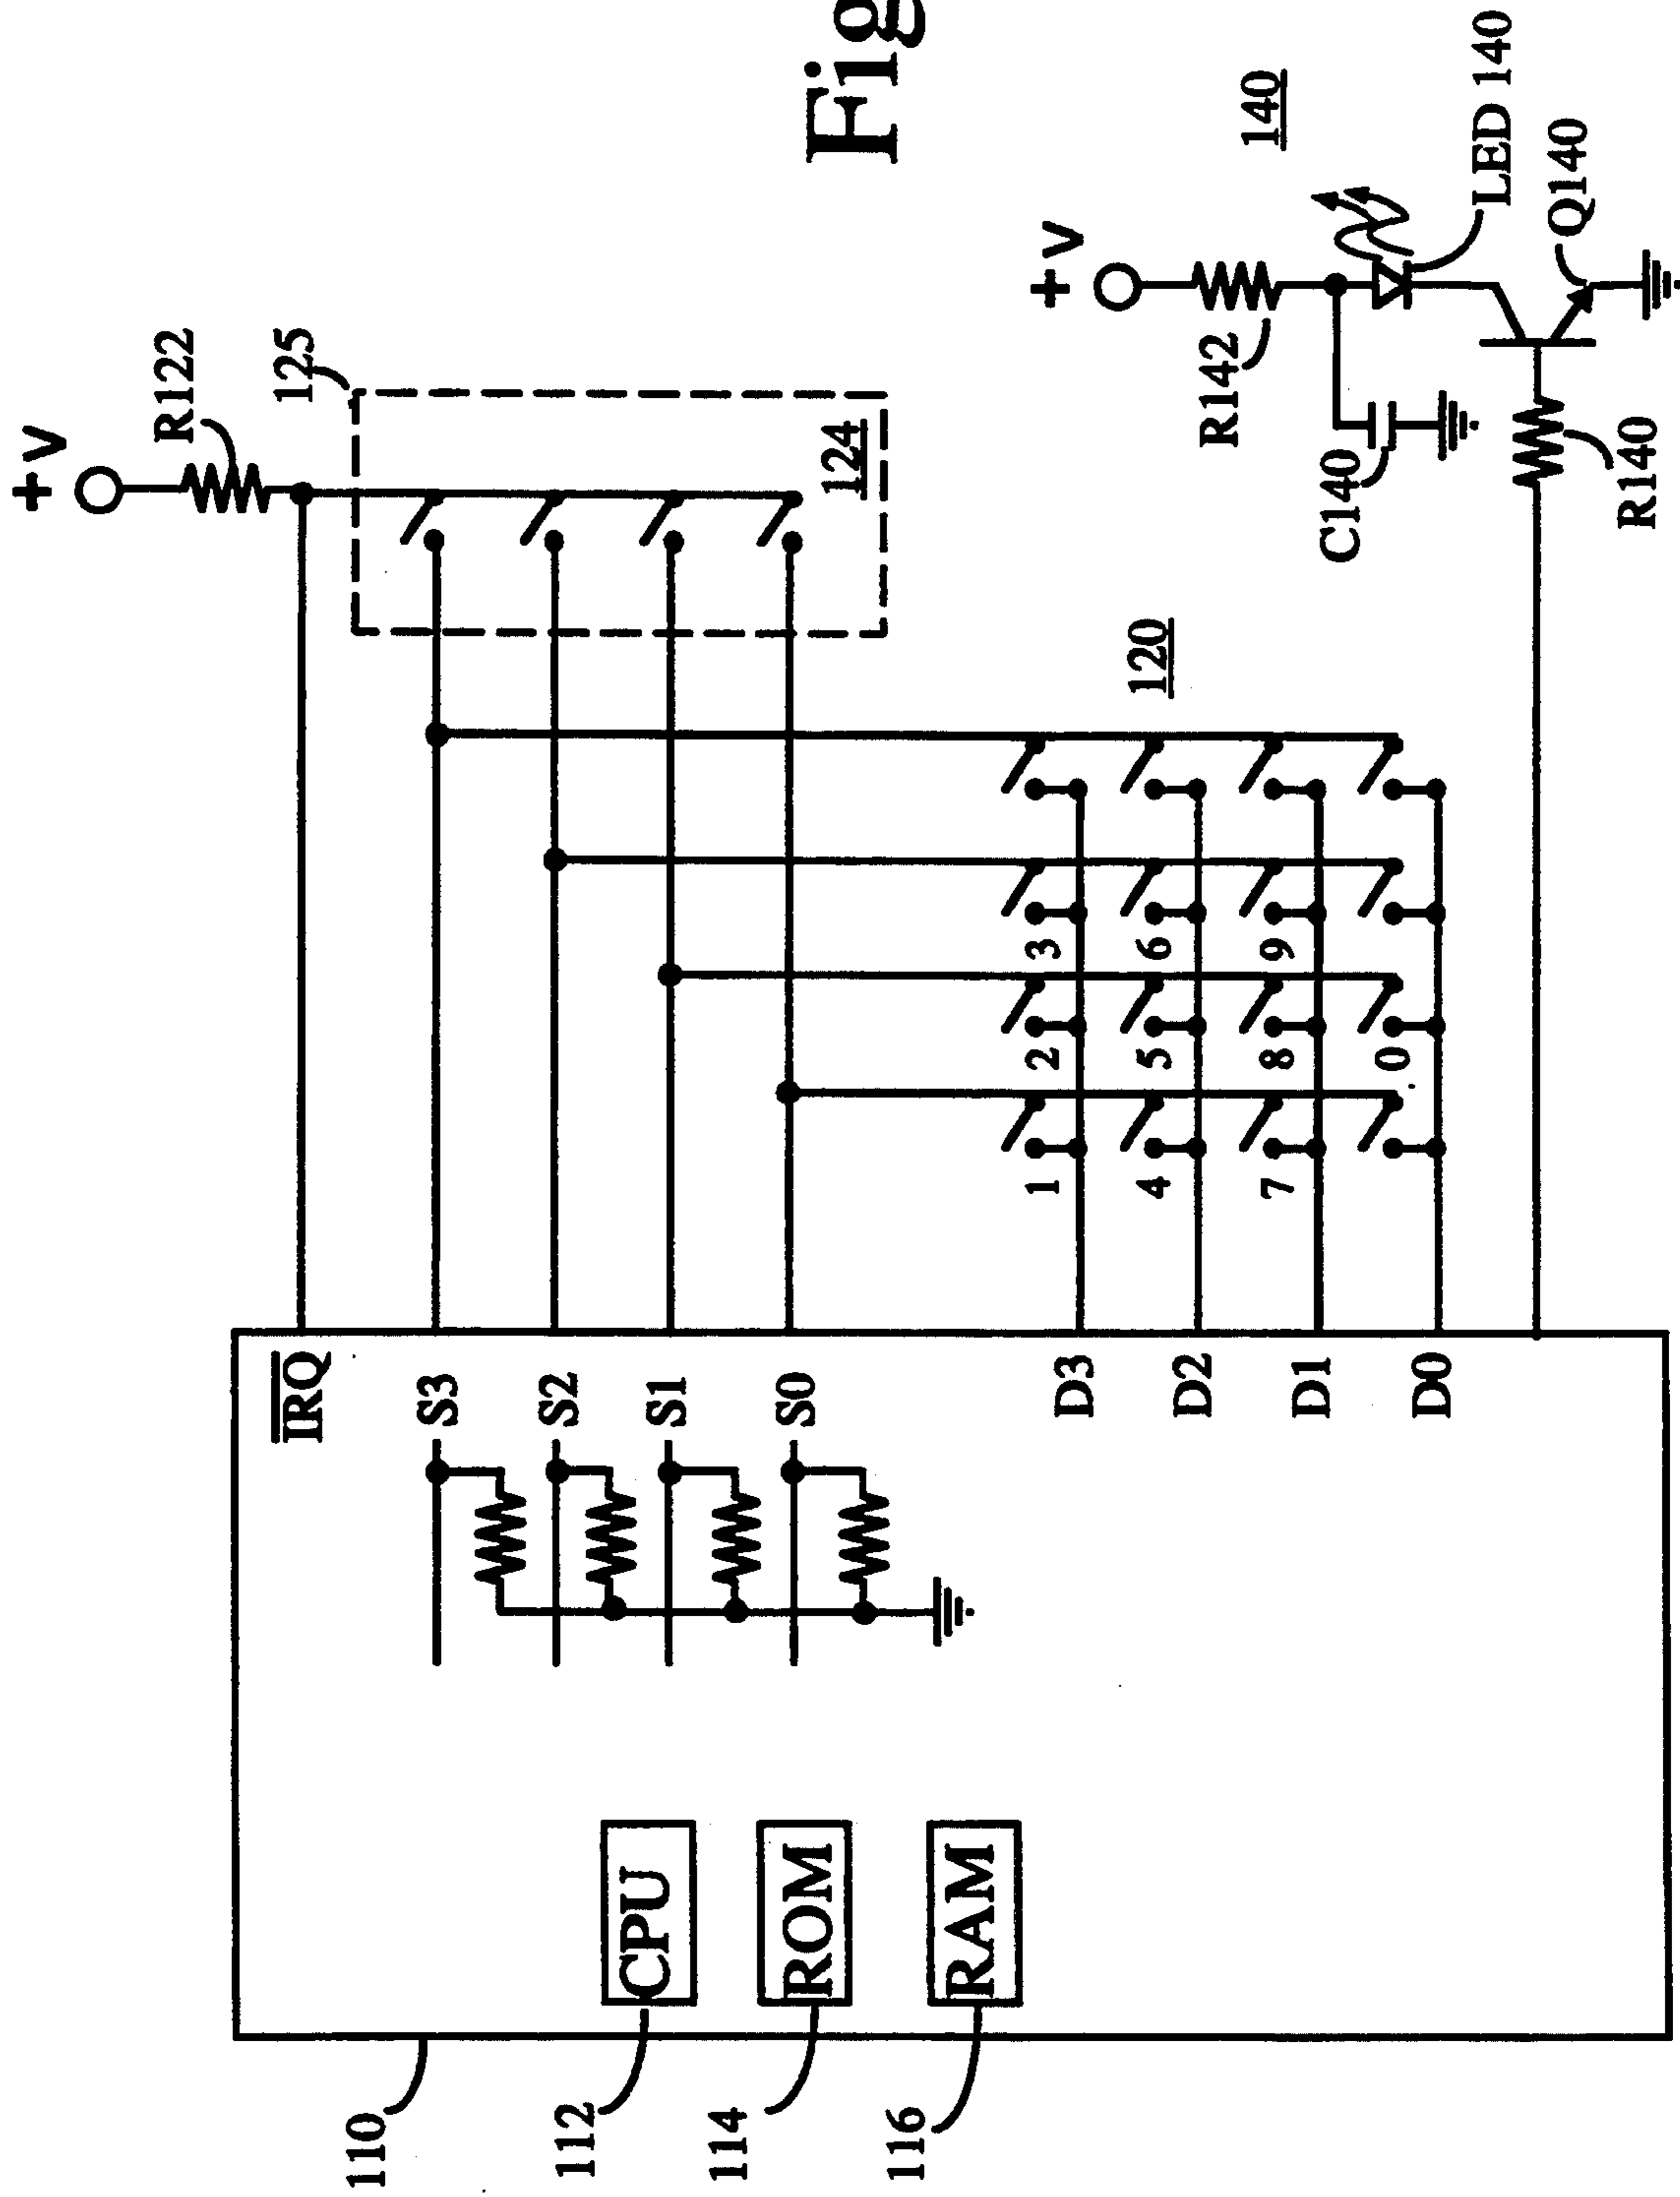 Fig
+V
R122
125
124
120
+V
140
R142
C140
LED 140
Q140
R140
IRQ
S3
S2
S1
S0
D3
D2
D1
D0
1
2
3
4
5
6
7
8
9
0
CPU
ROM
RAM
110
112
114
116